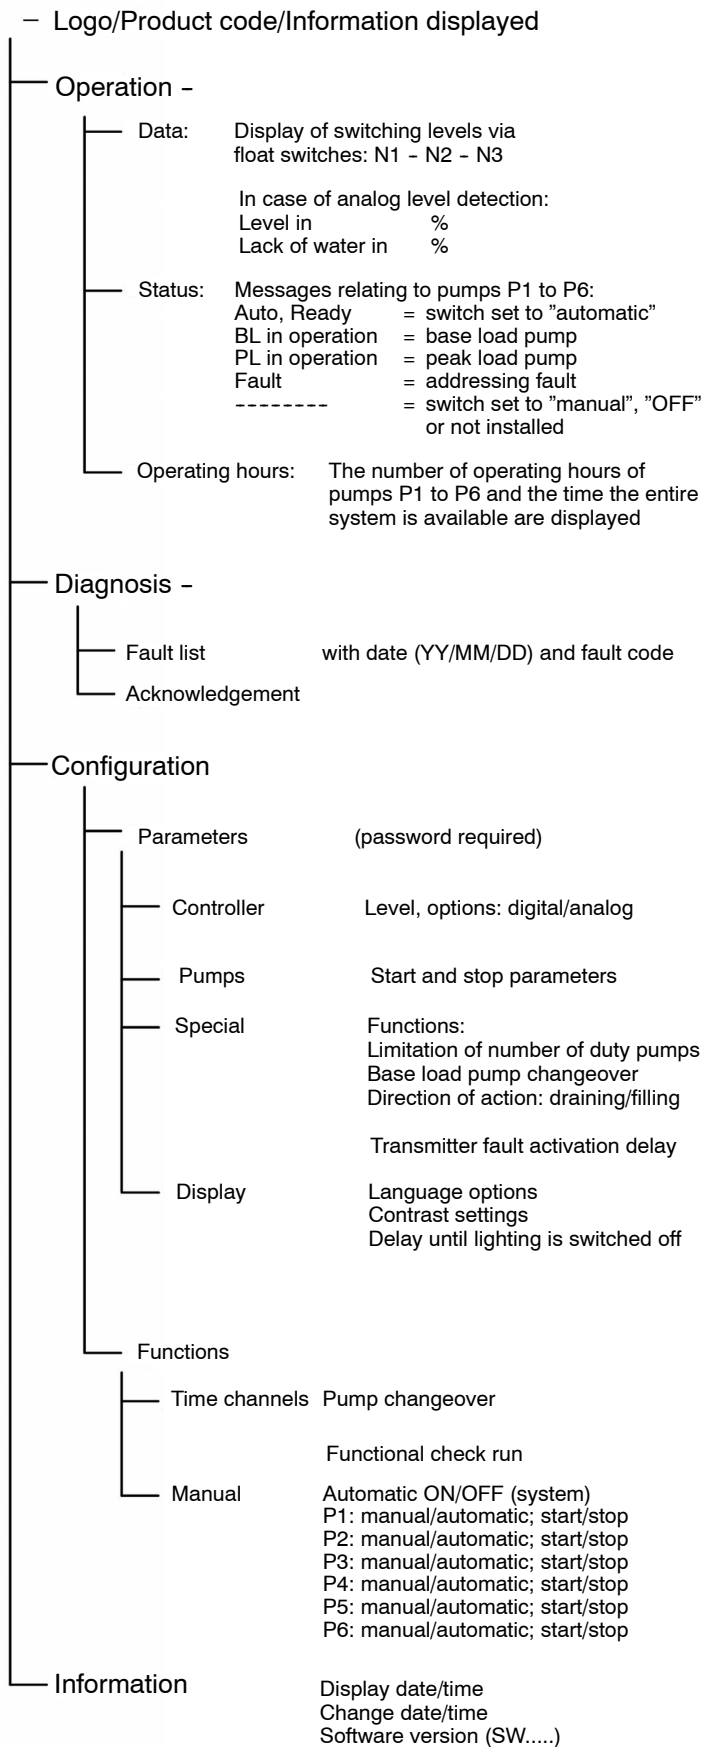 – Logo/Product code/Information displayed
Operation -
Data: Display of switching levels via
float switches: N1 - N2 - N3
In case of analog level detection:
Level in %
Lack of water in %
Status: Messages relating to pumps P1 to P6:
Auto, Ready = switch set to ”automatic”
BL in operation = base load pump
PL in operation = peak load pump
Fault = addressing fault
-------- = switch set to ”manual”, ”OFF”
or not installed
Operating hours: The number of operating hours of
pumps P1 to P6 and the time the entire
system is available are displayed
Diagnosis -
Fault list with date (YY/MM/DD) and fault code
Acknowledgement
Configuration
Parameters (password required)
Controller Level, options: digital/analog
Pumps Start and stop parameters
Special Functions:
Limitation of number of duty pumps
Base load pump changeover
Direction of action: draining/filling
Transmitter fault activation delay
Display Language options
Contrast settings
Delay until lighting is switched off
Functions
Time channels Pump changeover
Functional check run
Manual Automatic ON/OFF (system)
P1: manual/automatic; start/stop
P2: manual/automatic; start/stop
P3: manual/automatic; start/stop
P4: manual/automatic; start/stop
P5: manual/automatic; start/stop
P6: manual/automatic; start/stop
Information Display date/time
Change date/time
Software version (SW.....)